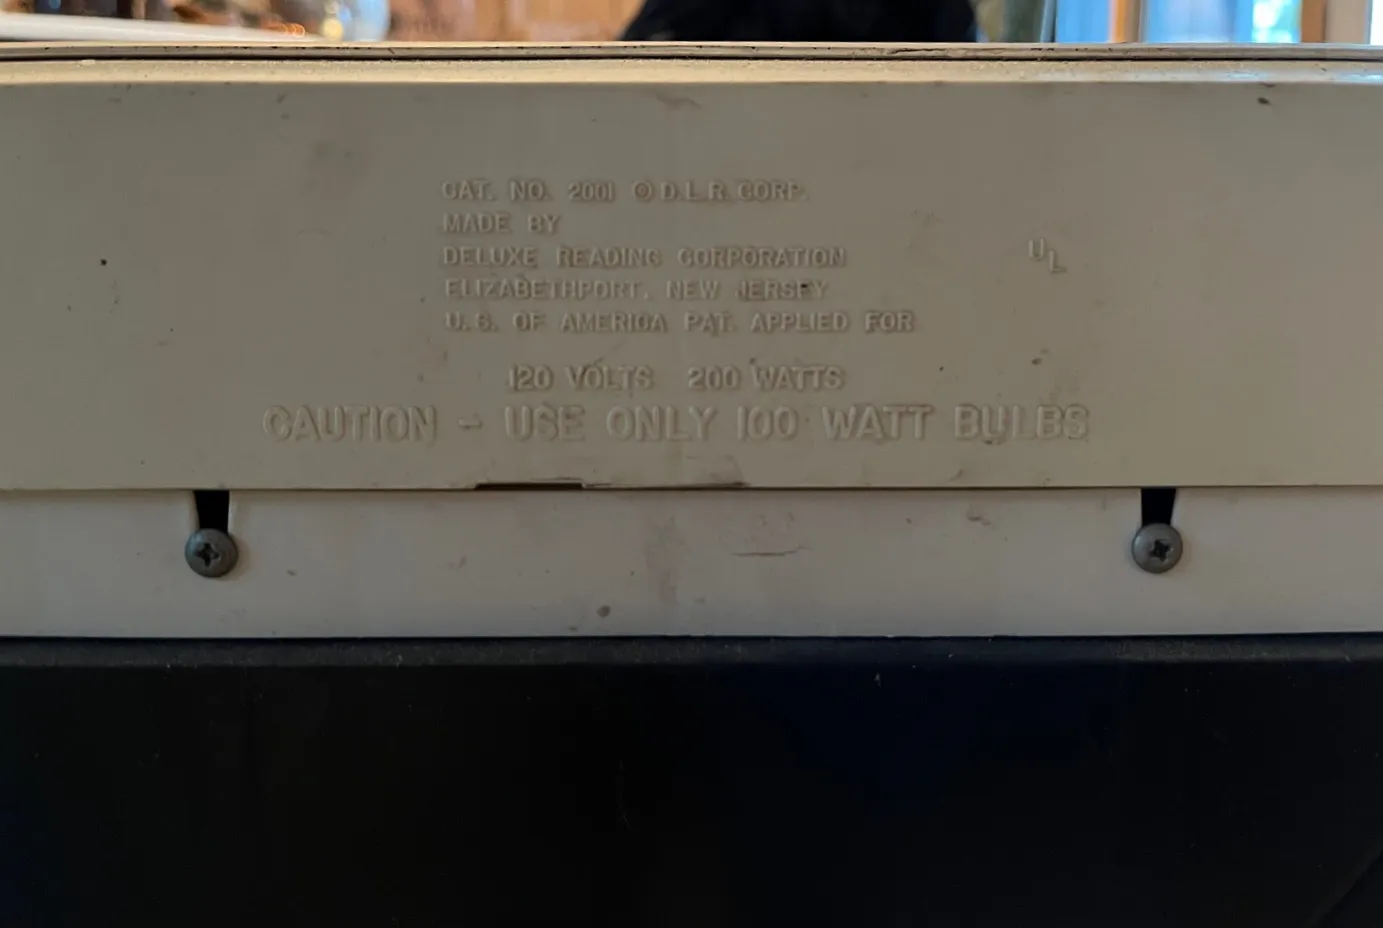 CAT. NO. 2001 © D.L.R. CORP.
MADE BY
DELUXE READING CORPORATION
ELIZABETHPORT, NEW JERSEY
U.S. OF AMERICA PAT. APPLIED FOR
UL
120 VOLTS 200 WATTS
CAUTION - USE ONLY 100 WATT BULBS